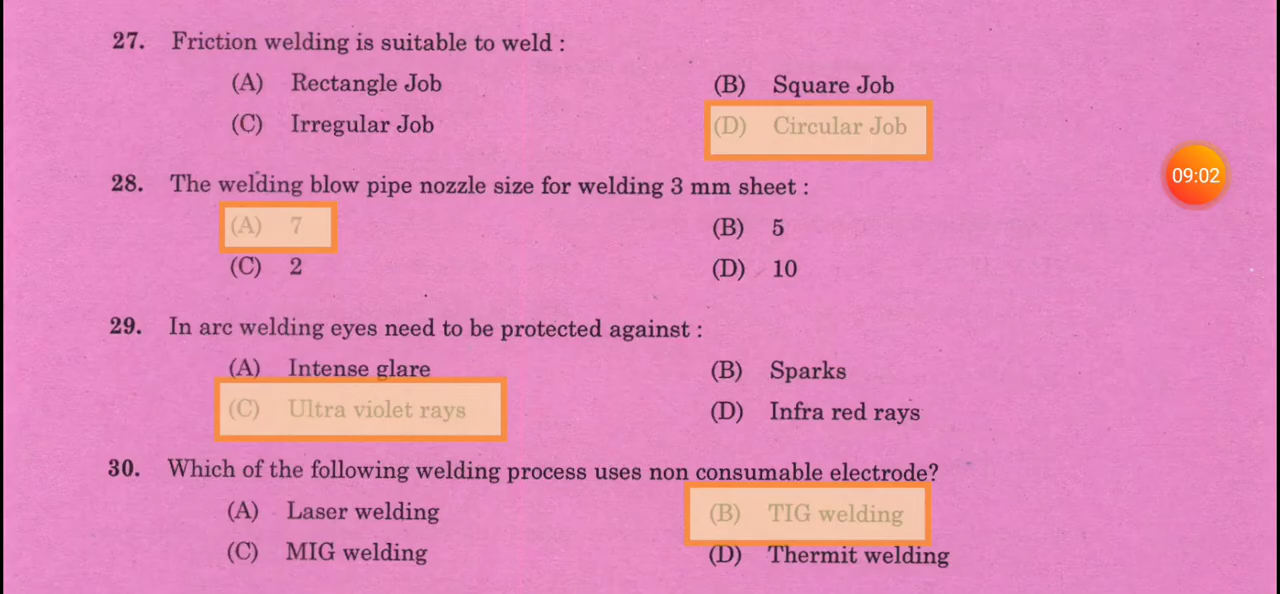 27. Friction welding is suitable to weld :
(A) Rectangle Job (B) Square Job
(C) Irregular Job (D) Circular Job
09:02
28. The welding blow pipe nozzle size for welding 3 mm sheet :
(A) 7 (B) 5
(C) 2 (D) 10
29. In arc welding eyes need to be protected against :
(A) Intense glare (B) Sparks
(C) Ultra violet rays (D) Infra red rays
30. Which of the following welding process uses non consumable electrode?
(A) Laser welding (B) TIG welding
(C) MIG welding (D) Thermit welding